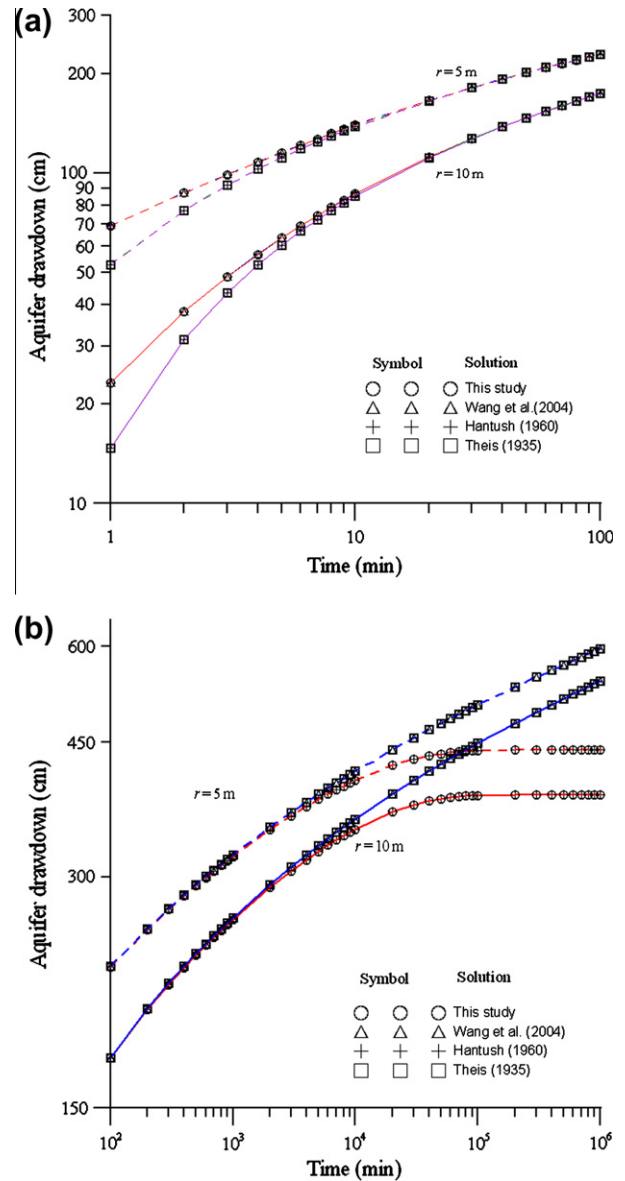 (a)
300
200
100
90
80
70
60
50
40
30
20
10
Aquifer drawdown (cm)
r = 5 m
r = 10 m
Symbol Solution
This study
Wang et al.(2004)
Hantush (1960)
Theis (1935)
1 10 100
Time (min)
(b)
600
450
300
150
Aquifer drawdown (cm)
r = 5 m
r = 10 m
Symbol Solution
This study
Wang et al. (2004)
Hantush (1960)
Theis (1935)
10² 10³ 10⁴ 10⁵ 10⁶
Time (min)